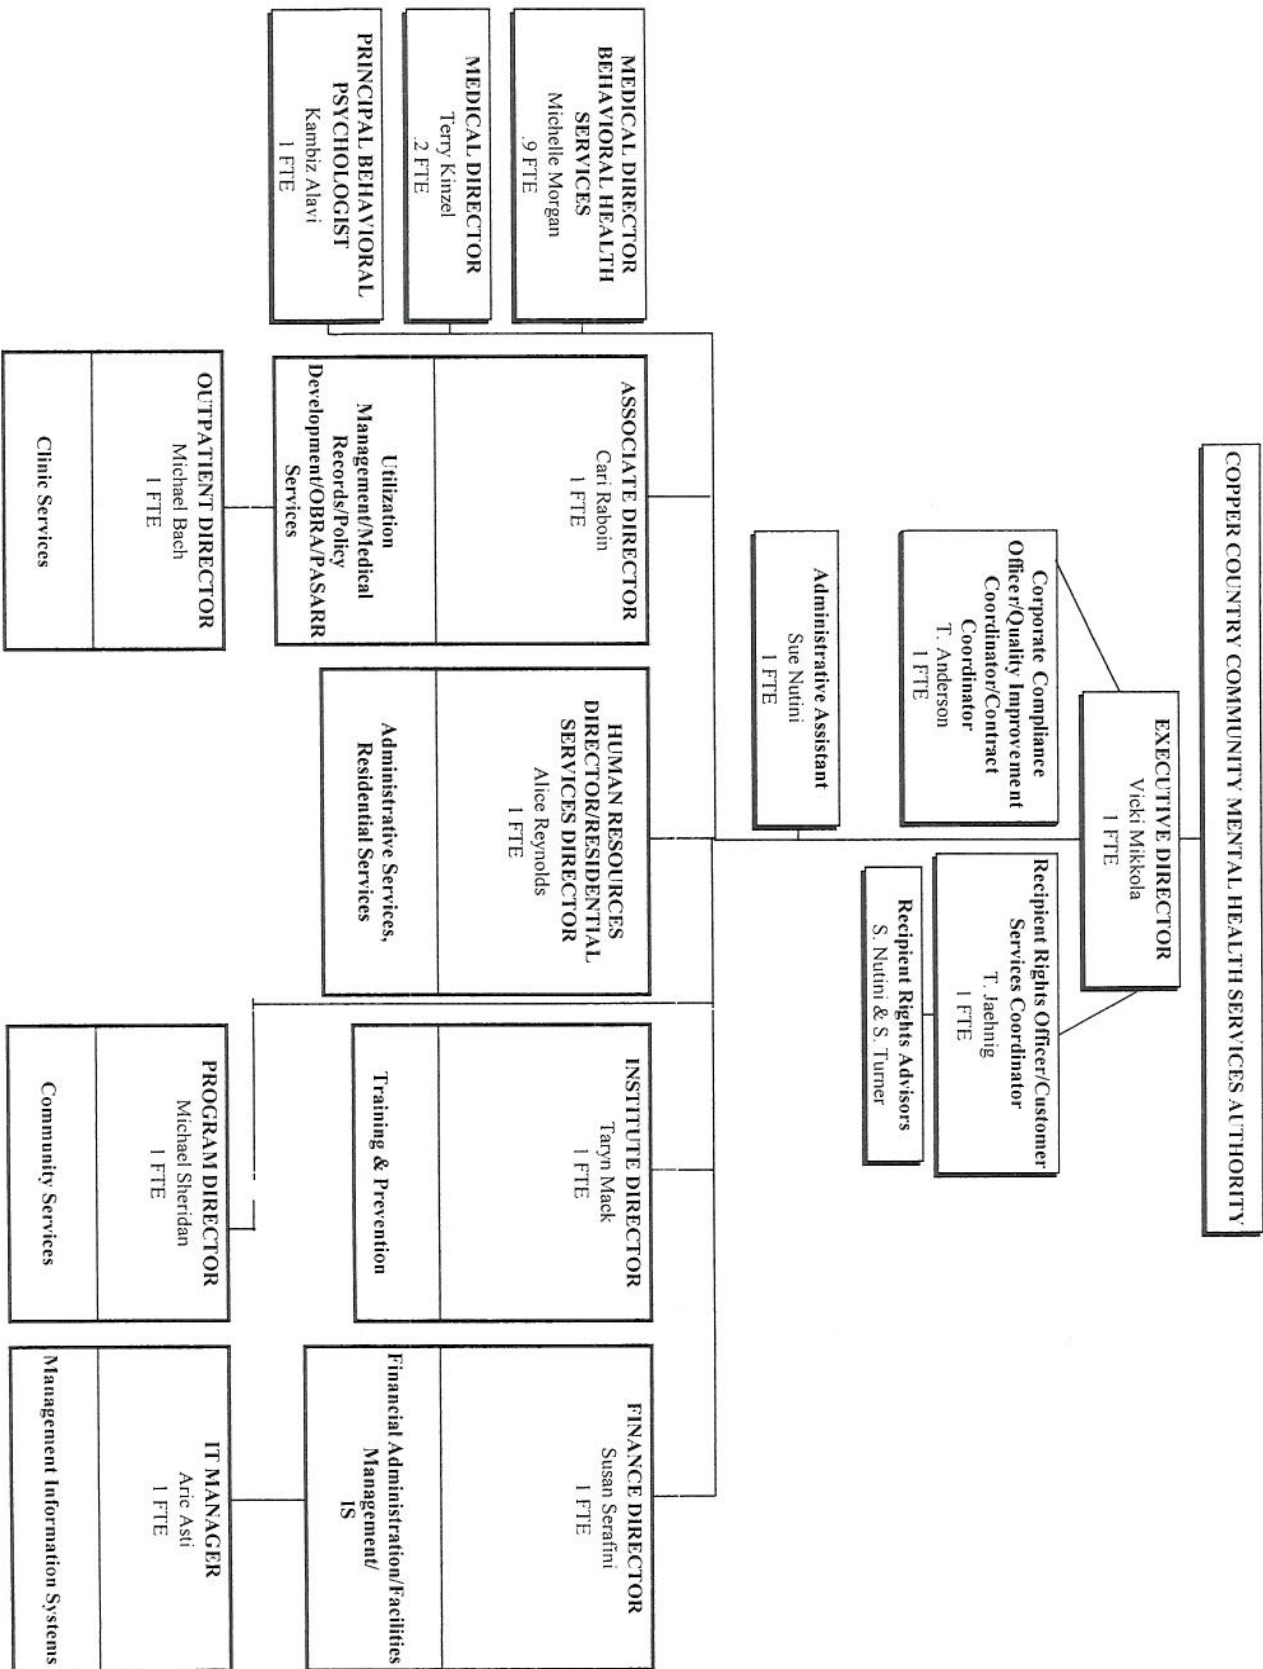 COPPER COUNTRY COMMUNITY MENTAL HEALTH SERVICES AUTHORITY
EXECUTIVE DIRECTOR
Vicki Mikkola
1 FTE
Corporate Compliance
Officer/Quality Improvement
Coordinator/Contract
Coordinator
T. Anderson
1 FTE
Recipient Rights Officer/Customer
Services Coordinator
T. Jaehnig
1 FTE
Recipient Rights Advisors
S. Nutini & S. Turner
Administrative Assistant
Sue Nutini
1 FTE
MEDICAL DIRECTOR
BEHAVIORAL HEALTH
SERVICES
Michelle Morgan
.9 FTE
MEDICAL DIRECTOR
Terry Kinzel
.2 FTE
PRINCIPAL BEHAVIORAL
PSYCHOLOGIST
Kambiz Alavi
1 FTE
ASSOCIATE DIRECTOR
Cari Raboin
1 FTE
Utilization
Management/Medical
Records/Policy
Development/OBRA/PASARR
Services
OUTPATIENT DIRECTOR
Michael Bach
1 FTE
Clinic Services
HUMAN RESOURCES
DIRECTOR/RESIDENTIAL
SERVICES DIRECTOR
Alice Reynolds
1 FTE
Administrative Services,
Residential Services
INSTITUTE DIRECTOR
Taryn Mack
1 FTE
Training & Prevention
PROGRAM DIRECTOR
Michael Sheridan
1 FTE
Community Services
FINANCE DIRECTOR
Susan Serafini
1 FTE
Financial Administration/Facilities
Management/
IS
IT MANAGER
Aric Asti
1 FTE
Management Information Systems